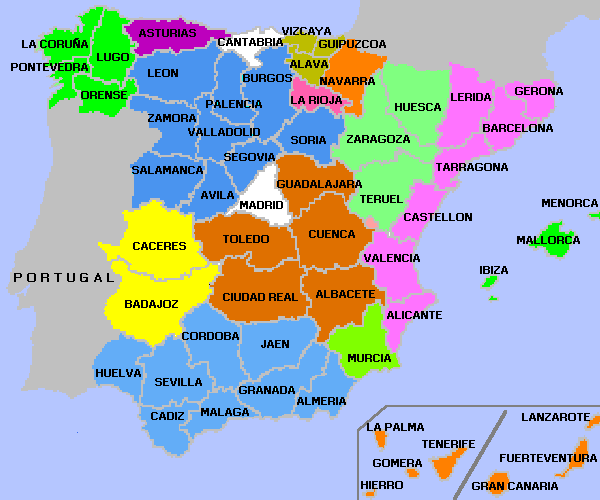 VIZCAYA
ASTURIAS
CANTABRIA
LA CORUÑA
GUIPUZCOA
LUGO
ALAVA
PONTEVEDRA
LEON
BURGOS
NAVARRA
ORENSE
PALENCIA
LA RIOJA
HUESCA
LERIDA
GERONA
ZAMORA
VALLADOLID
SORIA
ZARAGOZA
BARCELONA
SEGOVIA
SALAMANCA
TARRAGONA
AVILA
GUADALAJARA
MADRID
TERUEL
CASTELLON
MENORCA
CACERES
TOLEDO
CUENCA
MALLORCA
VALENCIA
PORTUGAL
IBIZA
BADAJOZ
CIUDAD REAL
ALBACETE
ALICANTE
CORDOBA
JAEN
MURCIA
HUELVA
SEVILLA
GRANADA
ALMERIA
CADIZ
MALAGA
LANZAROTE
LA PALMA
TENERIFE
GOMERA
FUERTEVENTURA
HIERRO
GRAN CANARIA